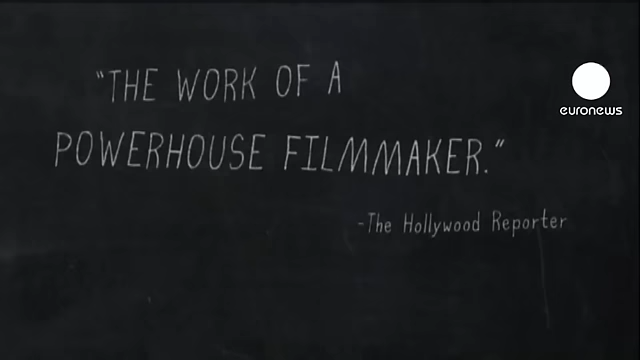 "THE WORK OF A
POWERHOUSE FILMMAKER."
-The Hollywood Reporter
euronews